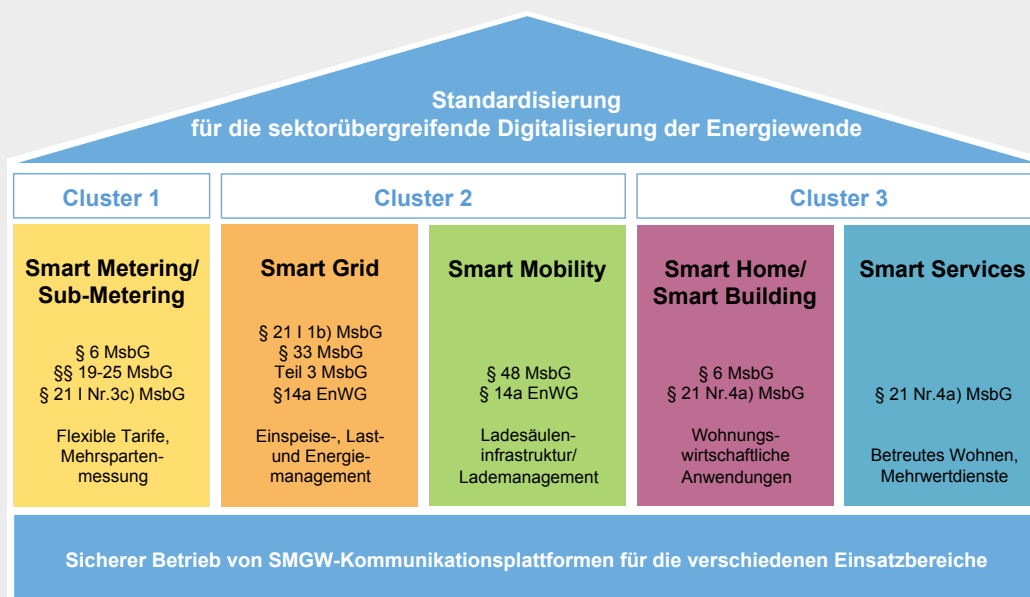 Standardisierung
für die sektorübergreifende Digitalisierung der Energiewende
Cluster 1
Cluster 2
Cluster 3
Smart Metering/
Sub-Metering
§ 6 MsbG
§§ 19-25 MsbG
§ 21 I Nr.3c) MsbG
Flexible Tarife,
Mehrsparten-
messung
Smart Grid
§ 21 I 1b) MsbG
§ 33 MsbG
Teil 3 MsbG
§14a EnWG
Einspeise-, Last-
und Energie-
management
Smart Mobility
§ 48 MsbG
§ 14a EnWG
Ladesäulen-
infrastruktur/
Lademanagement
Smart Home/
Smart Building
§ 6 MsbG
§ 21 Nr.4a) MsbG
Wohnungs-
wirtschaftliche
Anwendungen
Smart Services
§ 21 Nr.4a) MsbG
Betreutes Wohnen,
Mehrwertdienste
Sicherer Betrieb von SMGW-Kommunikationsplattformen für die verschiedenen Einsatzbereiche